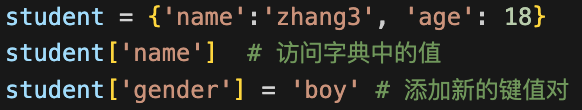 student = {'name':'zhang3', 'age': 18}
student['name']  # 访问字典中的值
student['gender'] = 'boy' # 添加新的键值对